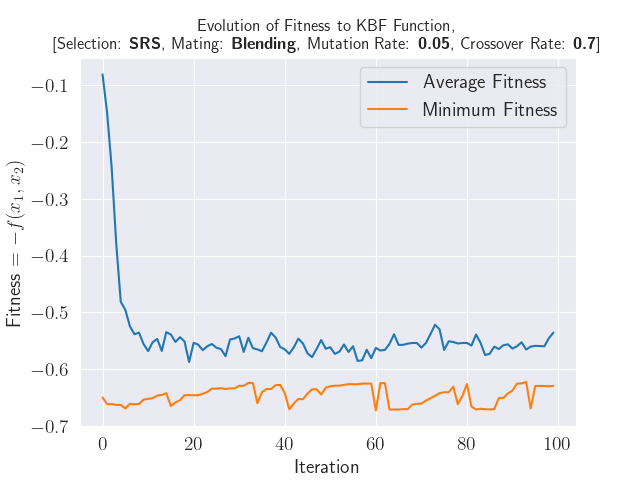 Evolution of Fitness to KBF Function,
[Selection: SRS, Mating: Blending, Mutation Rate: 0.05, Crossover Rate: 0.7]
Average Fitness
Minimum Fitness
−0.1
−0.2
−0.3
−0.4
−0.5
−0.6
−0.7
Fitness = −f(x₁, x₂)
0
20
40
60
80
100
Iteration